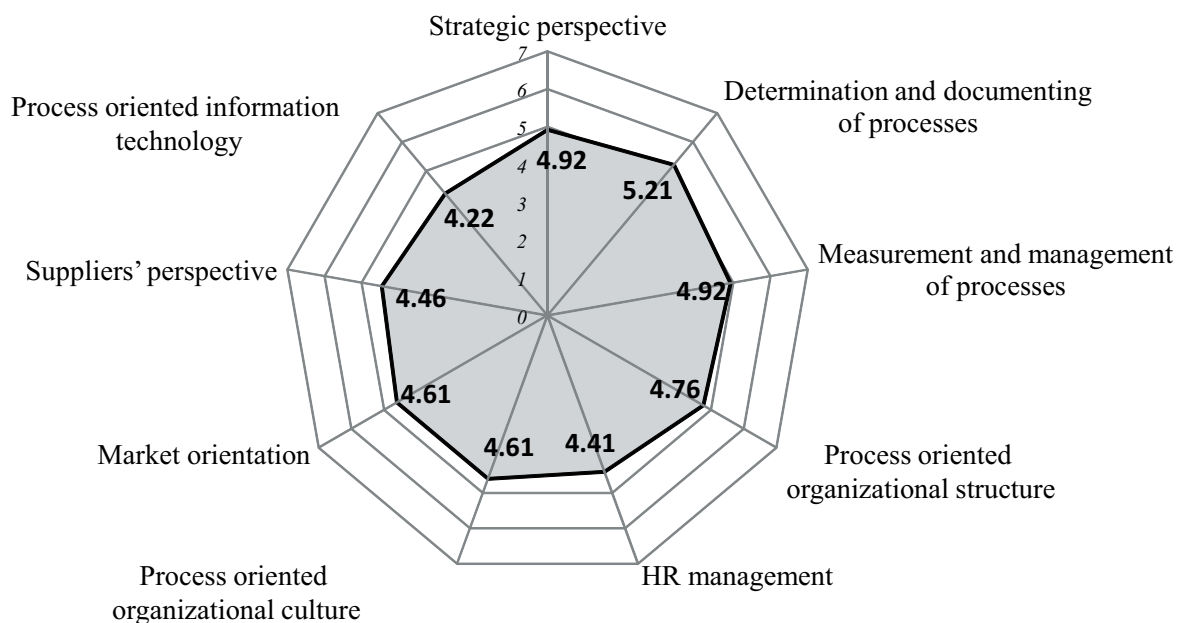 Strategic perspective
7
6
5
4
3
2
1
0
Determination and documenting
of processes
Measurement and management
of processes
Process oriented
organizational structure
HR management
Process oriented
organizational culture
Market orientation
Suppliers’ perspective
Process oriented information
technology
4.92
5.21
4.92
4.76
4.41
4.61
4.61
4.46
4.22